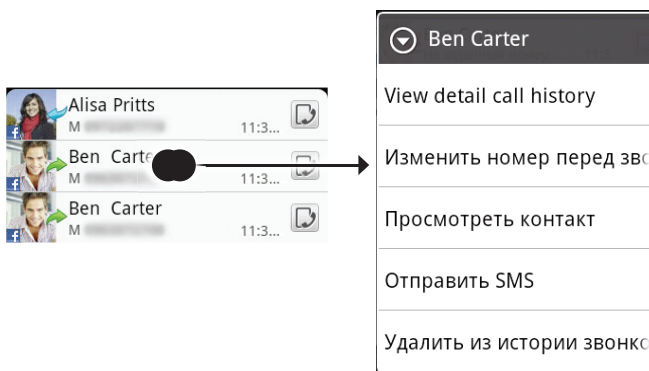 Alisa Pritts
M
11:3...
Ben Carte
M
11:3...
Ben Carter
M
11:3...
Ben Carter
View detail call history
Изменить номер перед зво
Просмотреть контакт
Отправить SMS
Удалить из истории звонко